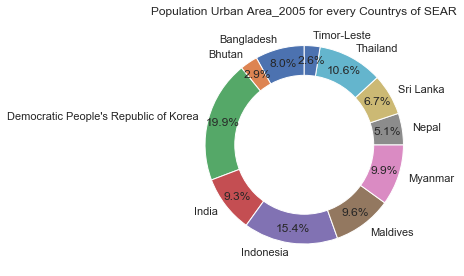 Population Urban Area_2005 for every Countrys of SEAR
Timor-Leste
Bangladesh
Thailand
Bhutan
8.0%
2.6%
10.6%
2.9%
Sri Lanka
6.7%
Democratic People's Republic of Korea
19.9%
5.1%
Nepal
9.9%
Myanmar
9.3%
India
9.6%
Maldives
15.4%
Indonesia